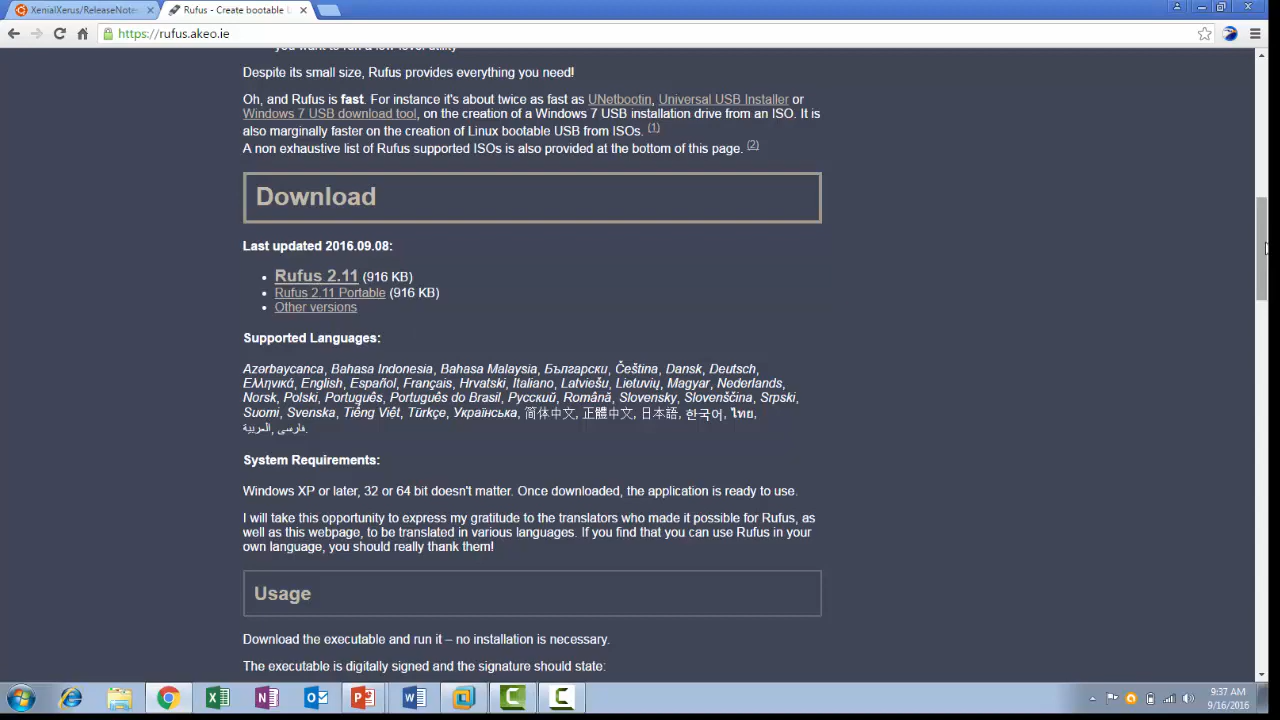 XenialXerus/ReleaseNote
Rufus - Create bootable
https://rufus.akeo.ie
you want to run a low-level utility
Despite its small size, Rufus provides everything you need!
Oh, and Rufus is fast. For instance it's about twice as fast as UNetbootin, Universal USB Installer or
Windows 7 USB download tool, on the creation of a Windows 7 USB installation drive from an ISO. It is
also marginally faster on the creation of Linux bootable USB from ISOs. (1)
A non exhaustive list of Rufus supported ISOs is also provided at the bottom of this page. (2)
Download
Last updated 2016.09.08:
Rufus 2.11 (916 KB)
Rufus 2.11 Portable (916 KB)
Other versions
Supported Languages:
Azərbaycanca, Bahasa Indonesia, Bahasa Malaysia, Български, Čeština, Dansk, Deutsch,
Ελληνικά, English, Español, Français, Hrvatski, Italiano, Latviešu, Lietuvių, Magyar, Nederlands,
Norsk, Polski, Português, Português do Brasil, Русский, Română, Slovensky, Slovenščina, Srpski,
Suomi, Svenska, Tiếng Việt, Türkçe, Українська, 简体中文, 正體中文, 日本語, 한국어, ไทย,
العربية, فارسی.
System Requirements:
Windows XP or later, 32 or 64 bit doesn't matter. Once downloaded, the application is ready to use.
I will take this opportunity to express my gratitude to the translators who made it possible for Rufus, as
well as this webpage, to be translated in various languages. If you find that you can use Rufus in your
own language, you should really thank them!
Usage
Download the executable and run it – no installation is necessary.
The executable is digitally signed and the signature should state:
9:37 AM
9/16/2016